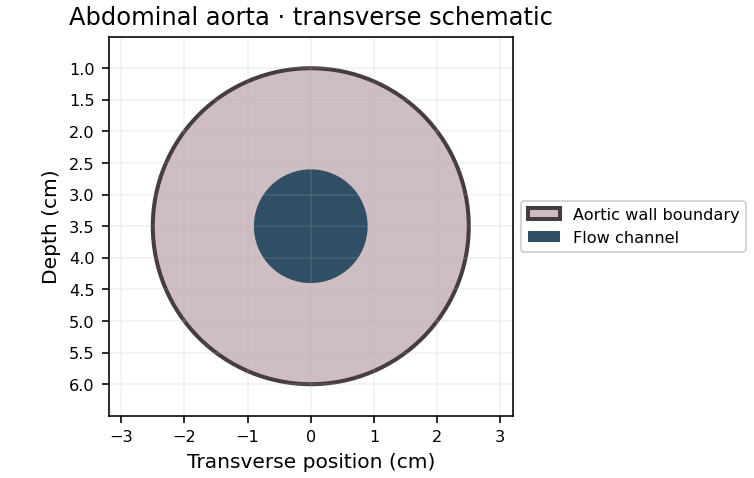 Abdominal aorta · transverse schematic
Depth (cm)
1.0
1.5
2.0
2.5
3.0
3.5
4.0
4.5
5.0
5.5
6.0
−3 −2 −1 0 1 2 3
Transverse position (cm)
Aortic wall boundary
Flow channel